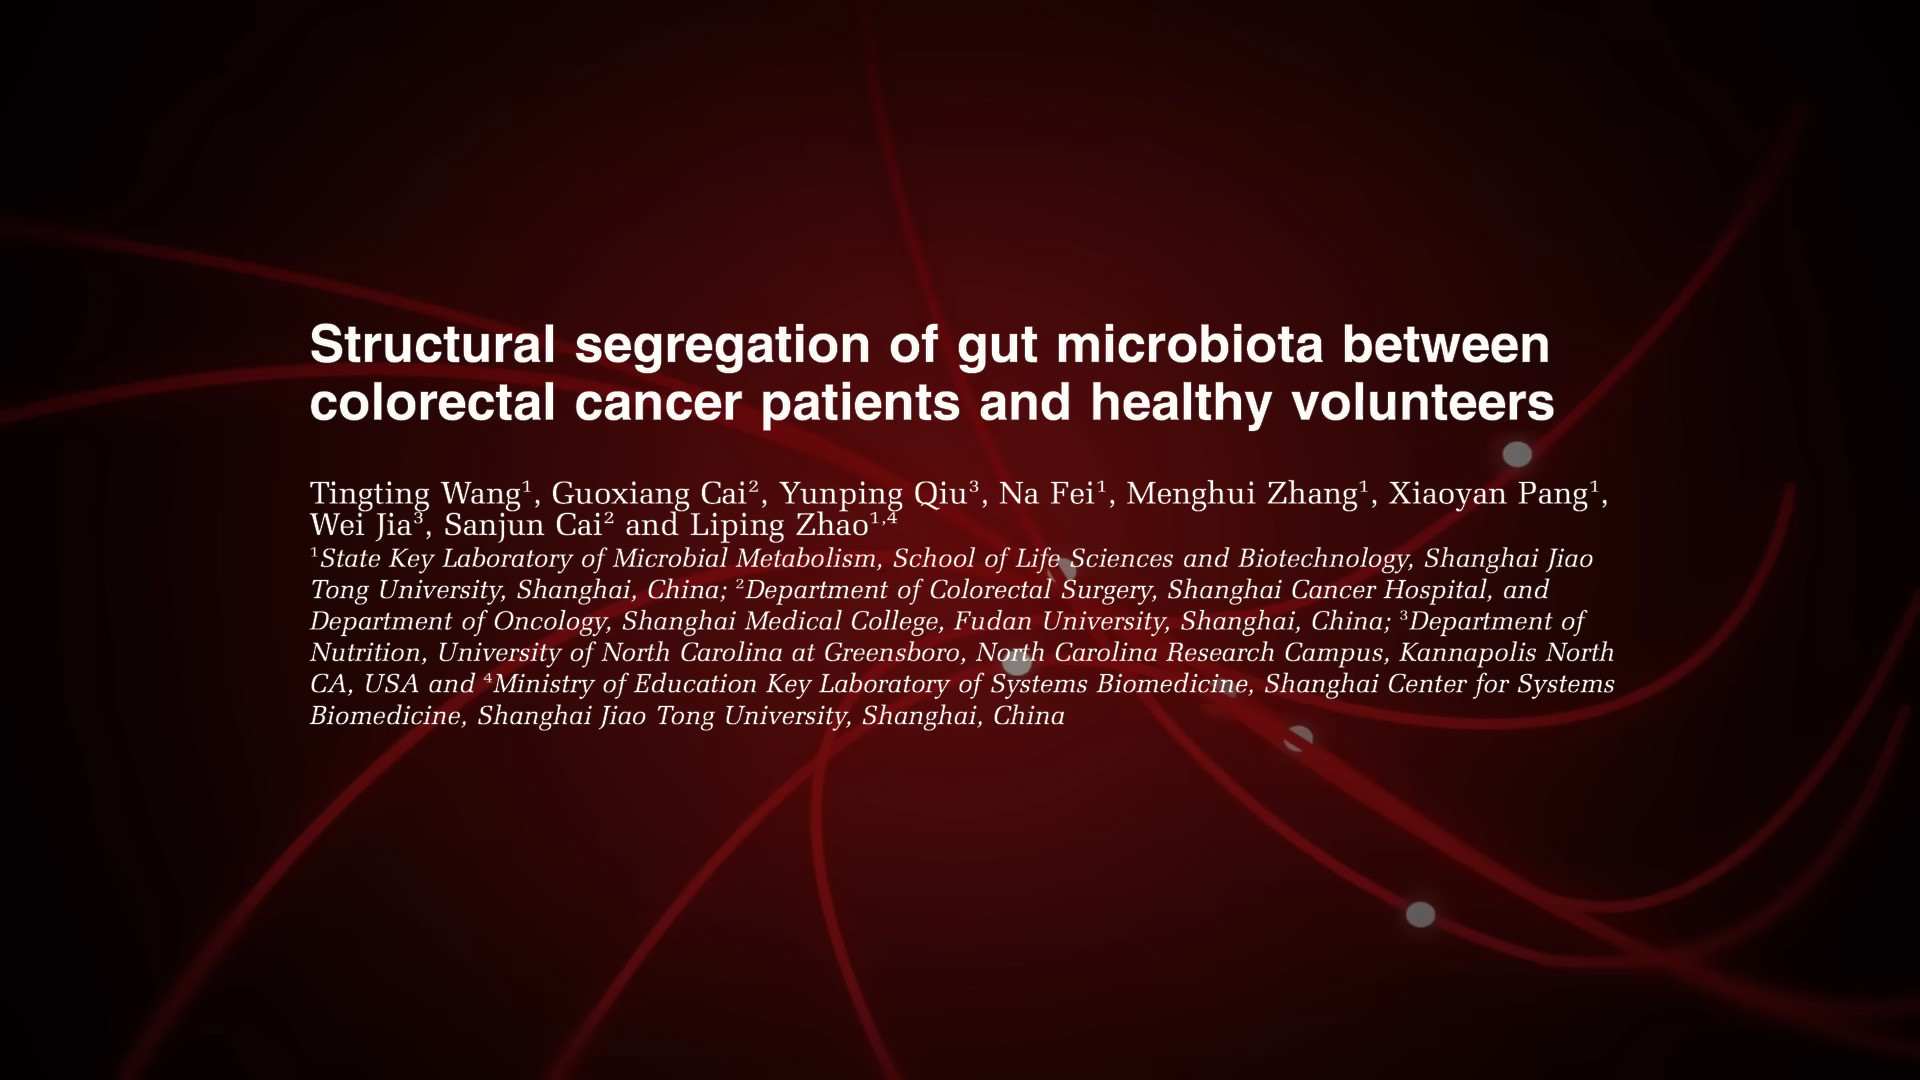 Structural segregation of gut microbiota between
colorectal cancer patients and healthy volunteers
Tingting Wang¹, Guoxiang Cai², Yunping Qiu³, Na Fei¹, Menghui Zhang¹, Xiaoyan Pang¹,
Wei Jia³, Sanjun Cai² and Liping Zhao¹,⁴
¹State Key Laboratory of Microbial Metabolism, School of Life Sciences and Biotechnology, Shanghai Jiao
Tong University, Shanghai, China; ²Department of Colorectal Surgery, Shanghai Cancer Hospital, and
Department of Oncology, Shanghai Medical College, Fudan University, Shanghai, China; ³Department of
Nutrition, University of North Carolina at Greensboro, North Carolina Research Campus, Kannapolis North
CA, USA and ⁴Ministry of Education Key Laboratory of Systems Biomedicine, Shanghai Center for Systems
Biomedicine, Shanghai Jiao Tong University, Shanghai, China